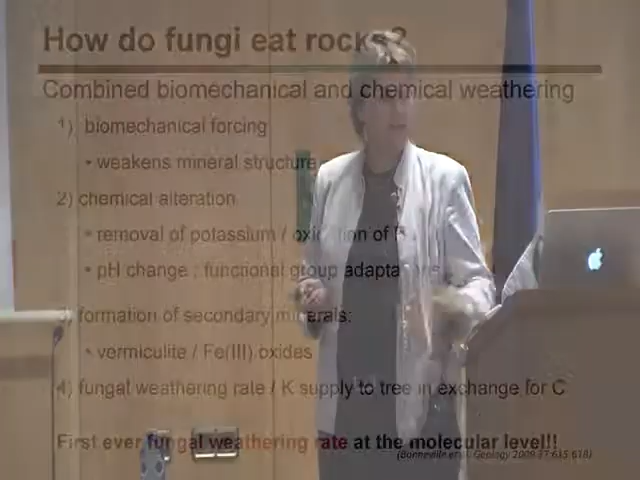 How do fungi eat rocks?
Combined biomechanical and chemical weathering
1) biomechanical forcing
• weakens mineral structure
2) chemical alteration
• removal of potassium / oxidation of
• pH change : functional group
3) formation of secondary minerals:
• vermiculite / Fe(III) oxides
4) fungal weathering rate / K supply to tree in exchange for C
First ever fungal weathering rate at the molecular level!!
(Bonneville et al. Geology 2009 37:615-618)